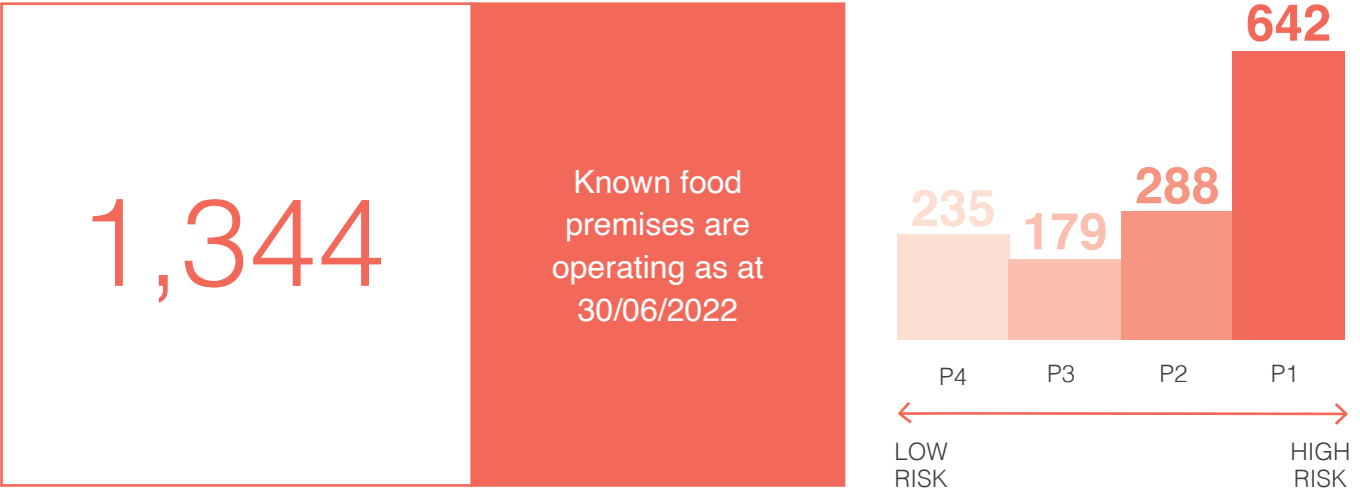 1,344
Known food
premises are
operating as at
30/06/2022
642
288
235
179
P4 P3 P2 P1
LOW
RISK
HIGH
RISK